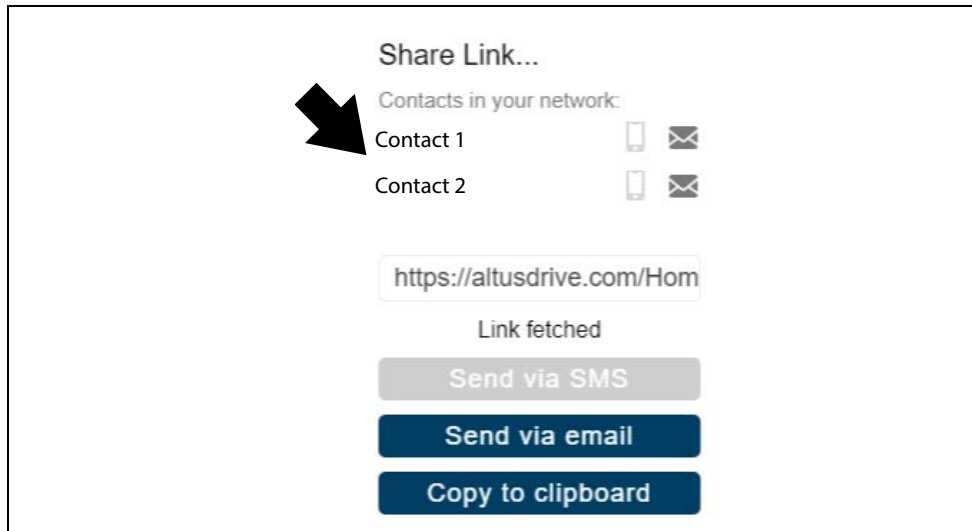 Share Link...
Contacts in your network:
Contact 1
Contact 2
https://altusdrive.com/Hom
Link fetched
Send via SMS
Send via email
Copy to clipboard